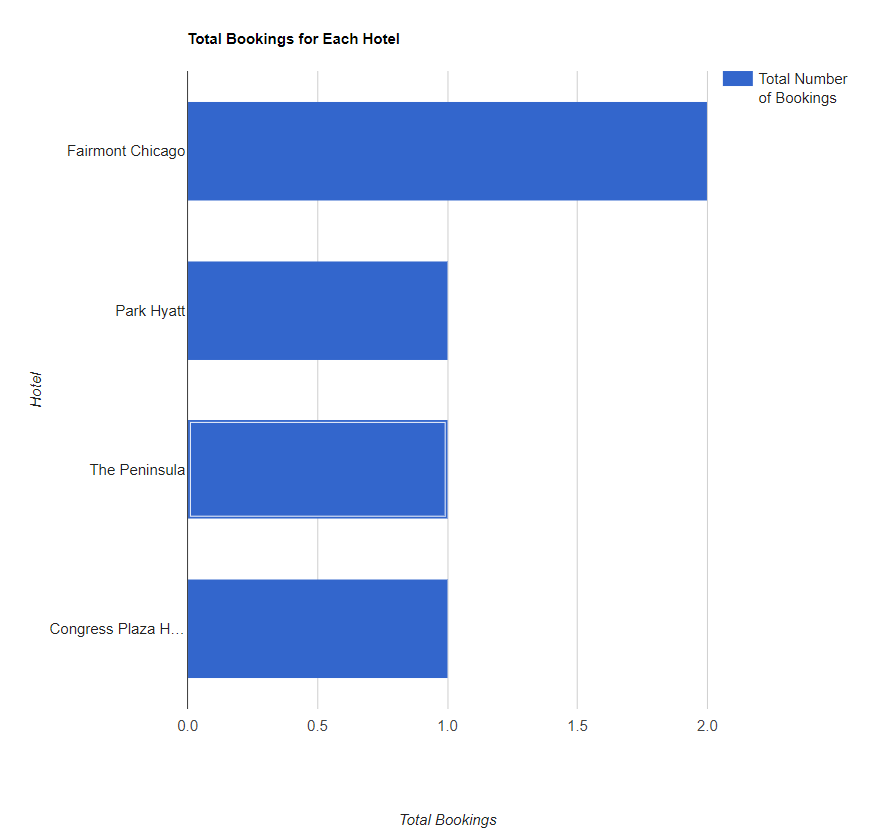 Total Bookings for Each Hotel
Total Number
of Bookings
Fairmont Chicago
Park Hyatt
Hotel
The Peninsula
Congress Plaza H…
0.0 0.5 1.0 1.5 2.0
Total Bookings